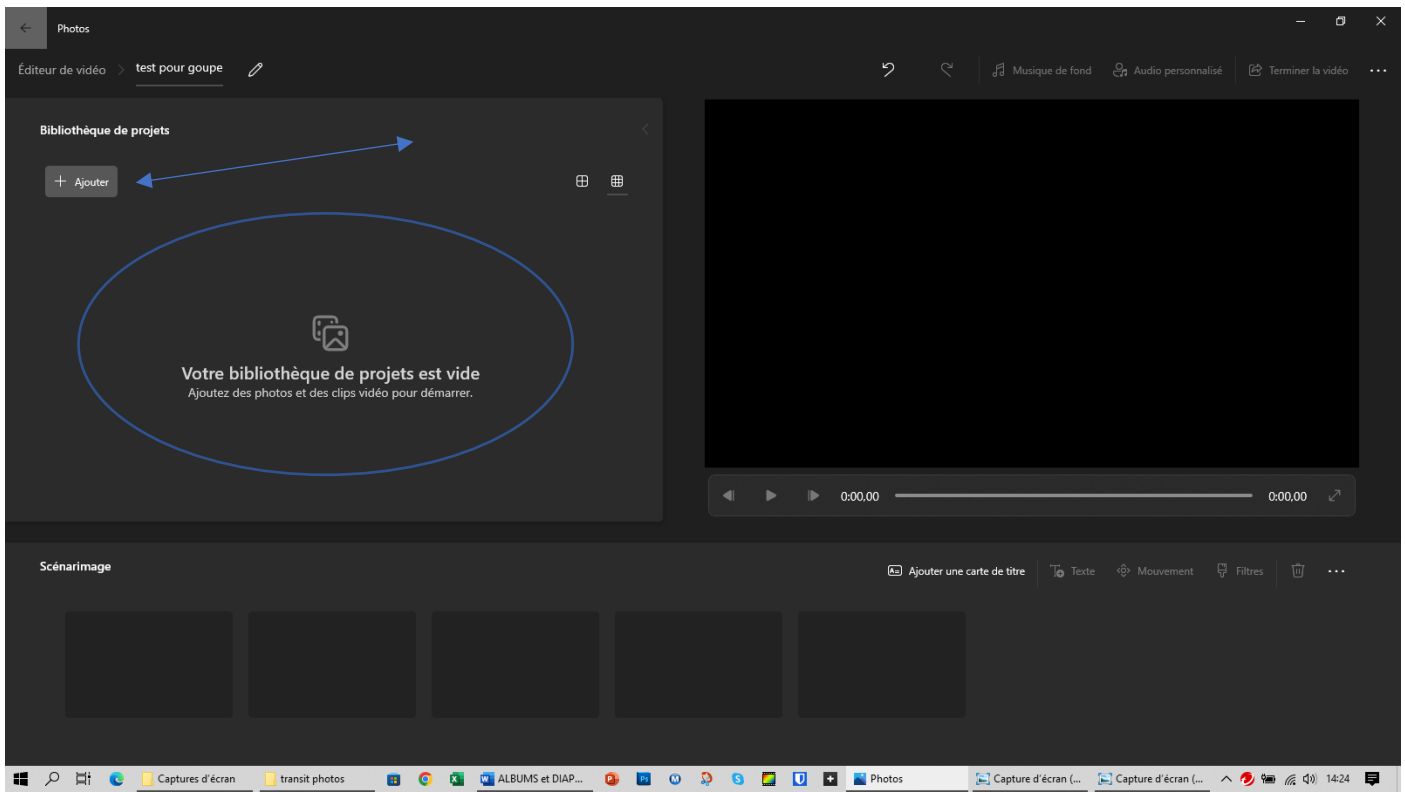 Photos
Éditeur de vidéo > test pour goupe
Musique de fond
Audio personnalisé
Terminer la vidéo
Bibliothèque de projets
+ Ajouter
Votre bibliothèque de projets est vide
Ajoutez des photos et des clips vidéo pour démarrer.
0:00,00
0:00,00
Scénarimage
Ajouter une carte de titre
Texte
Mouvement
Filtres
Captures d'écran
transit photos
ALBUMS et DIAP...
Photos
Capture d'écran (...
Capture d'écran (...
14:24